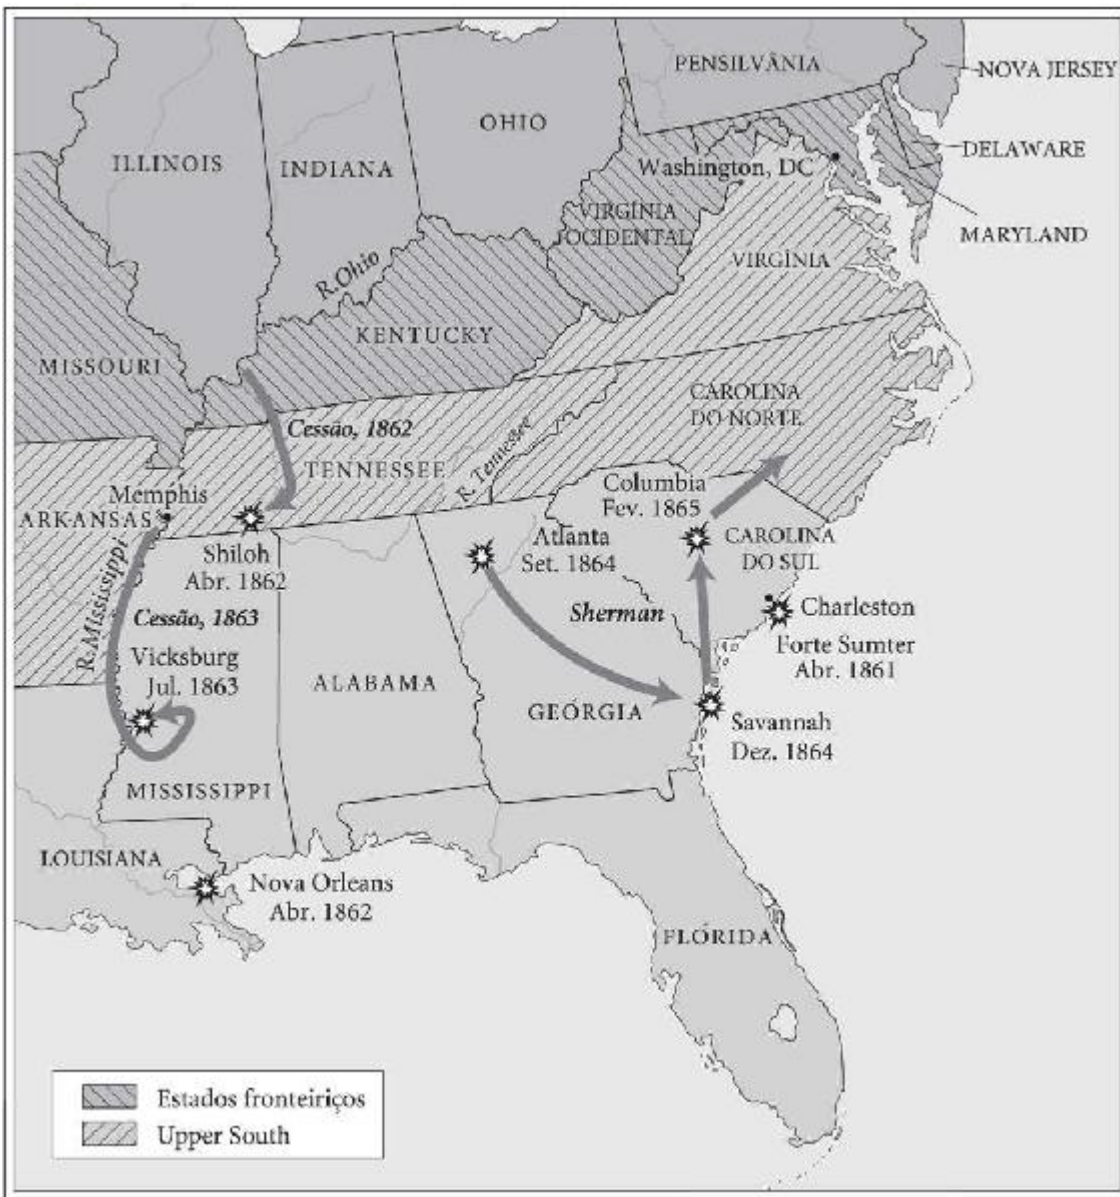 PENSILVÂNIA
NOVA JERSEY
OHIO
ILLINOIS
INDIANA
DELAWARE
Washington, DC
VIRGÍNIA
OCIDENTAL
MARYLAND
VIRGÍNIA
R.Ohio
KENTUCKY
MISSOURI
CAROLINA
DO NORTE
Cessão, 1862
TENNESSEE
R. Tennessee
Memphis
ARKANSAS
Columbia
Fev. 1865
Shiloh
Abr. 1862
Atlanta
Set. 1864
CAROLINA
DO SUL
R.Mississippi
Cessão, 1863
Sherman
Charleston
Forte Sumter
Abr. 1861
Vicksburg
Jul. 1863
ALABAMA
GEÓRGIA
Savannah
Dez. 1864
MISSISSIPPI
LOUISIANA
Nova Orleans
Abr. 1862
FLÓRIDA
Estados fronteiriços
Upper South